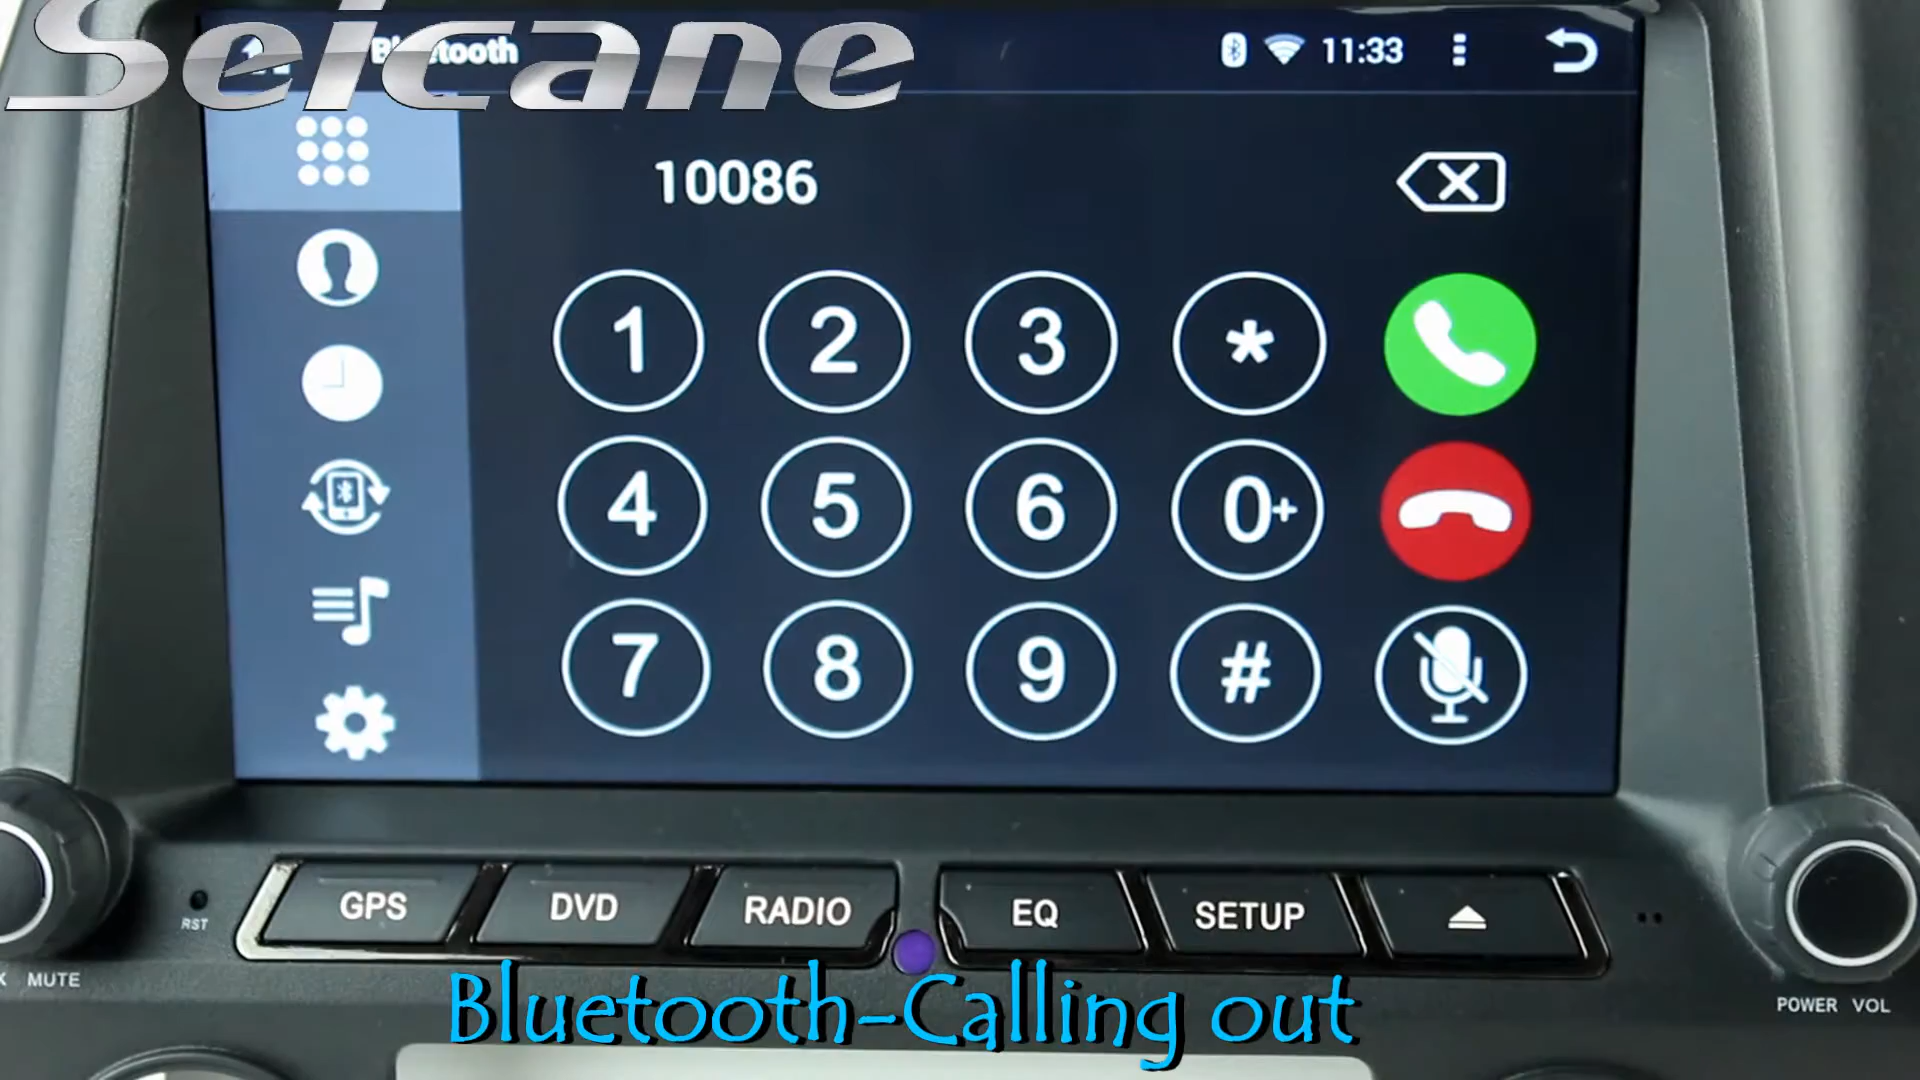 Seicane
Bluetooth 11:33
10086
1 2 3 *
4 5 6 0+
7 8 9 #
GPS DVD RADIO EQ SETUP
RST
MUTE
POWER VOL
Bluetooth-Calling out